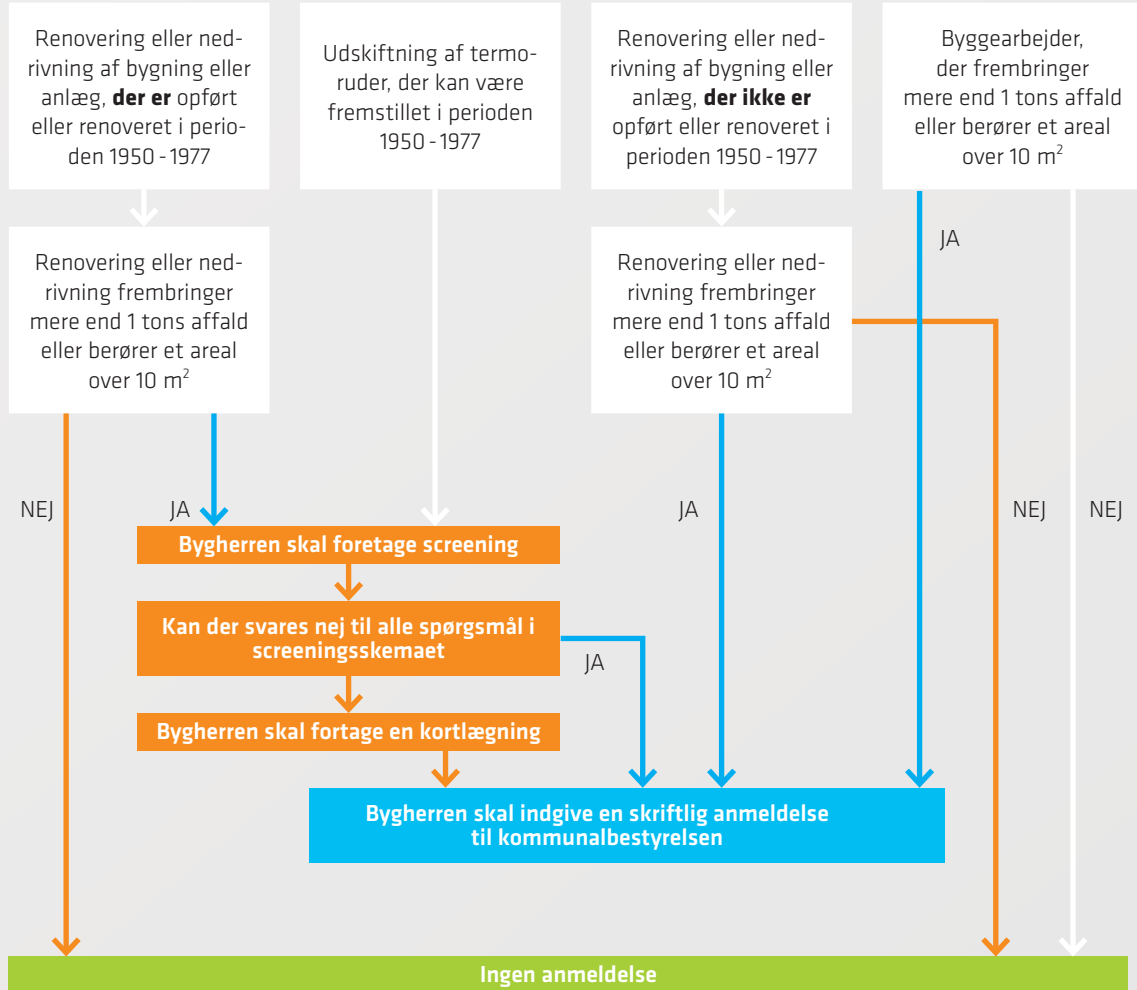 Renovering eller ned-
rivning af bygning eller
anlæg, der er opført
eller renoveret i perio-
den 1950 - 1977
Udskiftning af termo-
ruder, der kan være
fremstillet i perioden
1950 - 1977
Renovering eller ned-
rivning af bygning eller
anlæg, der ikke er
opført eller renoveret i
perioden 1950 - 1977
Byggearbejder,
der frembringer
mere end 1 tons affald
eller berører et areal
over 10 m²
Renovering eller ned-
rivning frembringer
mere end 1 tons affald
eller berører et areal
over 10 m²
Renovering eller ned-
rivning frembringer
mere end 1 tons affald
eller berører et areal
over 10 m²
JA
NEJ
JA
JA
NEJ
NEJ
Bygherren skal foretage screening
Kan der svares nej til alle spørgsmål i
screeningsskemaet
JA
Bygherren skal fortage en kortlægning
Bygherren skal indgive en skriftlig anmeldelse
til kommunalbestyrelsen
Ingen anmeldelse